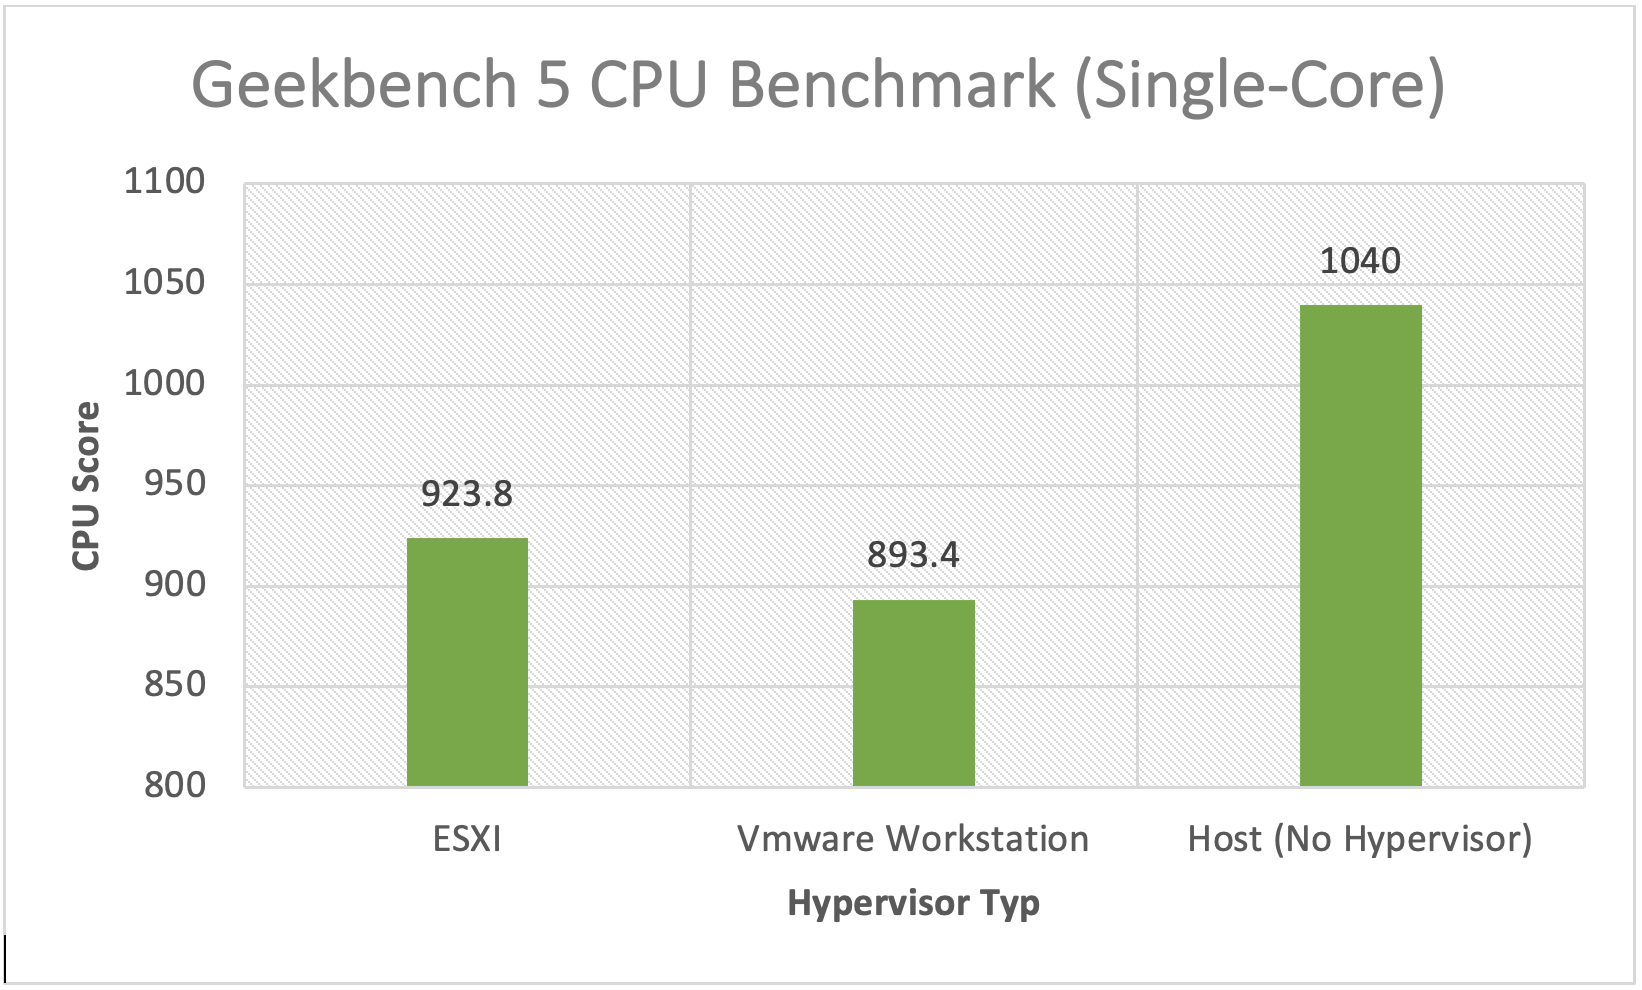 Geekbench 5 CPU Benchmark (Single-Core)
1100
1050
1000
950
900
850
800
CPU Score
923.8
893.4
1040
ESXI
Vmware Workstation
Host (No Hypervisor)
Hypervisor Typ